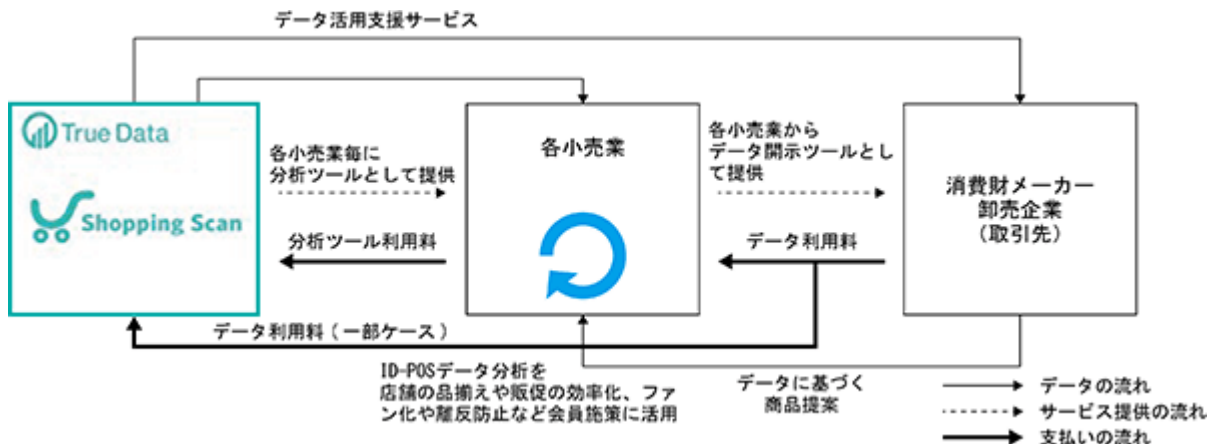 データ活用支援サービス
True Data
Shopping Scan
各小売業毎に
分析ツールとして提供
分析ツール利用料
各小売業
各小売業から
データ開示ツールとし
て提供
データ利用料
消費財メーカー
卸売企業
（取引先）
データ利用料（一部ケース）
ID-POSデータ分析を
店舗の品揃えや販促の効率化、ファ
ン化や離反防止など会員施策に活用
データに基づく
商品提案
データの流れ
サービス提供の流れ
支払いの流れ